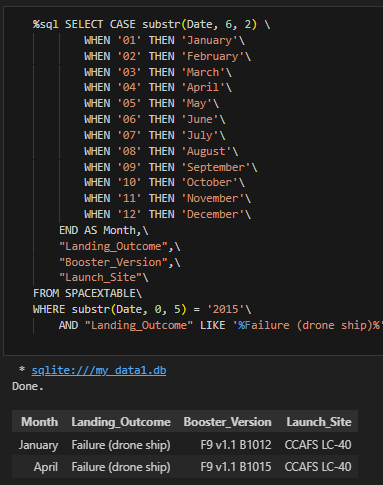 %sql SELECT CASE substr(Date, 6, 2) \
WHEN '01' THEN 'January'\
WHEN '02' THEN 'February'\
WHEN '03' THEN 'March'\
WHEN '04' THEN 'April'\
WHEN '05' THEN 'May'\
WHEN '06' THEN 'June'\
WHEN '07' THEN 'July'\
WHEN '08' THEN 'August'\
WHEN '09' THEN 'September'\
WHEN '10' THEN 'October'\
WHEN '11' THEN 'November'\
WHEN '12' THEN 'December'\
END AS Month,\
"Landing_Outcome",\
"Booster_Version",\
"Launch_Site"\
FROM SPACEXTABLE\
WHERE substr(Date, 0, 5) = '2015'\
AND "Landing_Outcome" LIKE '%Failure (drone ship)%'
* sqlite:///my_data1.db
Done.
Month Landing_Outcome Booster_Version Launch_Site
January Failure (drone ship) F9 v1.1 B1012 CCAFS LC-40
April Failure (drone ship) F9 v1.1 B1015 CCAFS LC-40